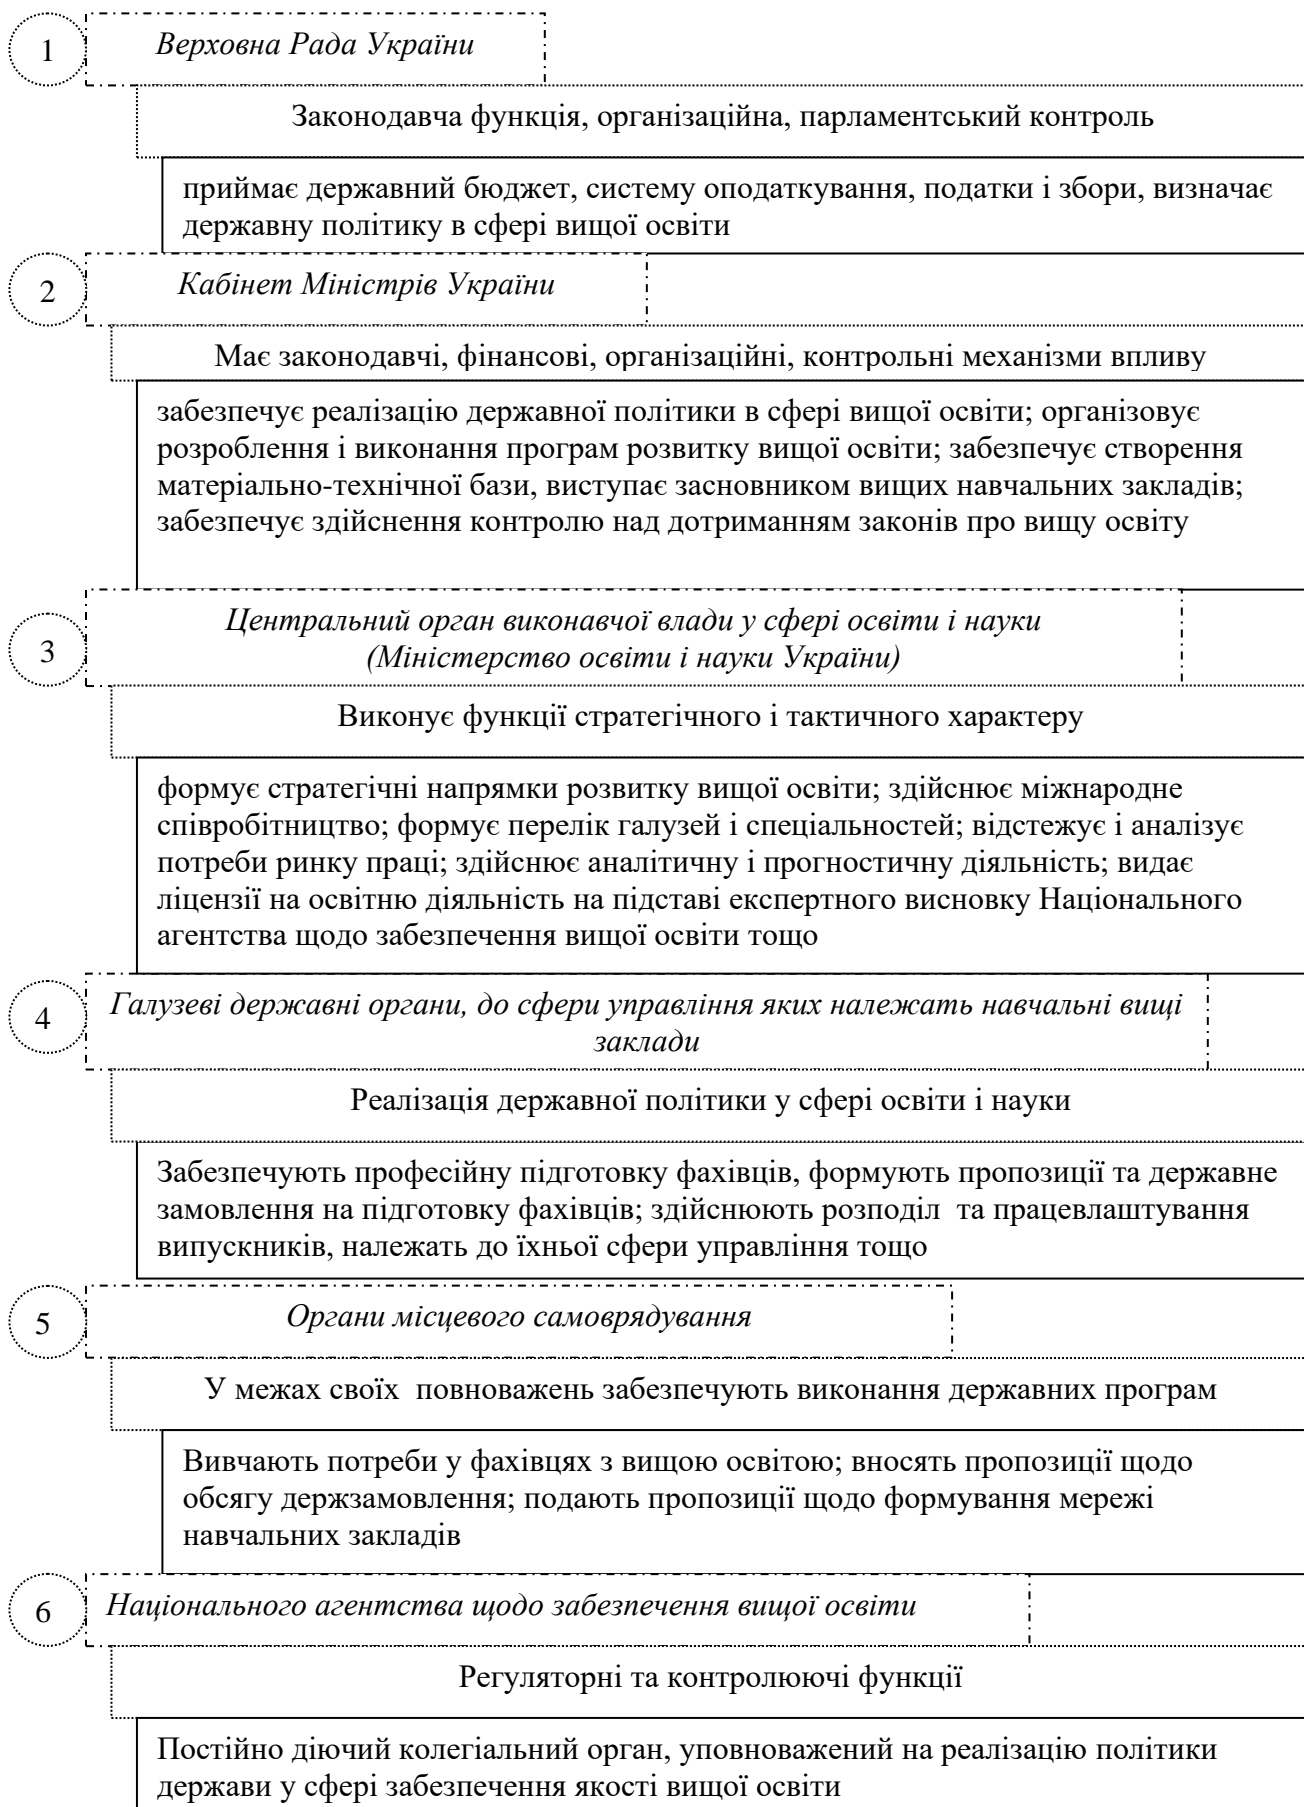 1
Верховна Рада України
Законодавча функція, організаційна, парламентський контроль
приймає державний бюджет, систему оподаткування, податки і збори, визначає
державну політику в сфері вищої освіти
2
Кабінет Міністрів України
Має законодавчі, фінансові, організаційні, контрольні механізми впливу
забезпечує реалізацію державної політики в сфері вищої освіти; організовує
розроблення і виконання програм розвитку вищої освіти; забезпечує створення
матеріально-технічної бази, виступає засновником вищих навчальних закладів;
забезпечує здійснення контролю над дотриманням законів про вищу освіту
3
Центральний орган виконавчої влади у сфері освіти і науки
(Міністерство освіти і науки України)
Виконує функції стратегічного і тактичного характеру
формує стратегічні напрямки розвитку вищої освіти; здійснює міжнародне
співробітництво; формує перелік галузей і спеціальностей; відстежує і аналізує
потреби ринку праці; здійснює аналітичну і прогностичну діяльність; видає
ліцензії на освітню діяльність на підставі експертного висновку Національного
агентства щодо забезпечення вищої освіти тощо
4
Галузеві державні органи, до сфери управління яких належать навчальні вищі
заклади
Реалізація державної політики у сфері освіти і науки
Забезпечують професійну підготовку фахівців, формують пропозиції та державне
замовлення на підготовку фахівців; здійснюють розподіл  та працевлаштування
випускників, належать до їхньої сфери управління тощо
5
Органи місцевого самоврядування
У межах своїх  повноважень забезпечують виконання державних програм
Вивчають потреби у фахівцях з вищою освітою; вносять пропозиції щодо
обсягу держзамовлення; подають пропозиції щодо формування мережі
навчальних закладів
6
Національного агентства щодо забезпечення вищої освіти
Регуляторні та контролюючі функції
Постійно діючий колегіальний орган, уповноважений на реалізацію політики
держави у сфері забезпечення якості вищої освіти